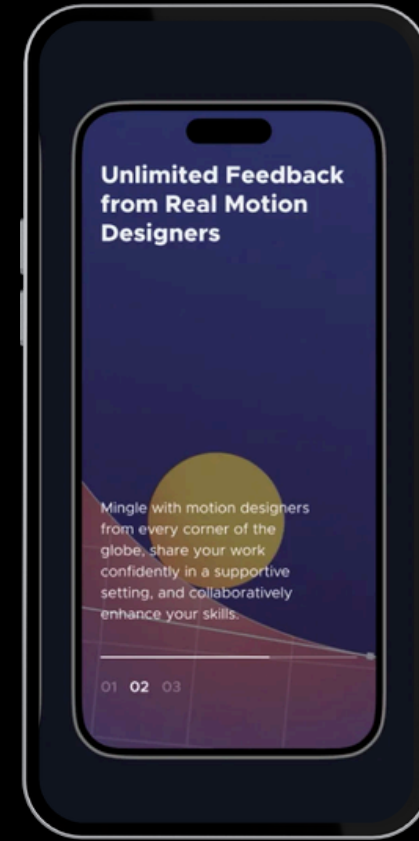 Unlimited Feedback
from Real Motion
Designers
Mingle with motion designers
from every corner of the
globe, share your work
confidently in a supportive
setting, and collaboratively
enhance your skills.
01 02 03